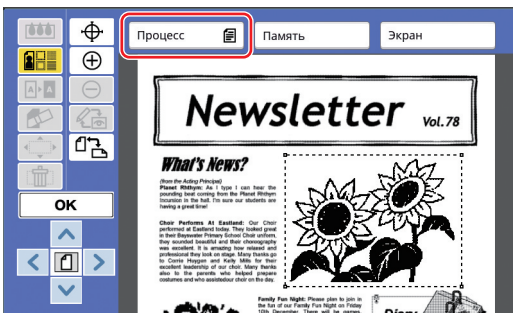 Процесс
Память
Экран
OK
A A
1
Newsletter Vol.78
What's News?
(from the Acting Principal)
Planet Rhthym: As I type I can hear the
pounding beat coming from the Planet Rhthym
Incursion in the hall. I'm sure our students are
having a great time!
Choir Performs At Eastland: Our Choir
performed at Eastland today. They looked great
in their Bayswater Primary School Choir uniform,
they sounded beautiful and their choreography
was excellent. It is amazing how relaxed and
professional they look on stage. Many thanks go
to Corrie Huygen and Kelly Mills for their
excellent leadership of our choir. Many thanks
also to the parents who helped prepare
costumes and who assistedour choir on the day.
Family Fun Night: Please plan to join in
the fun of our Family Fun Night on Friday
10th December. There will be games,